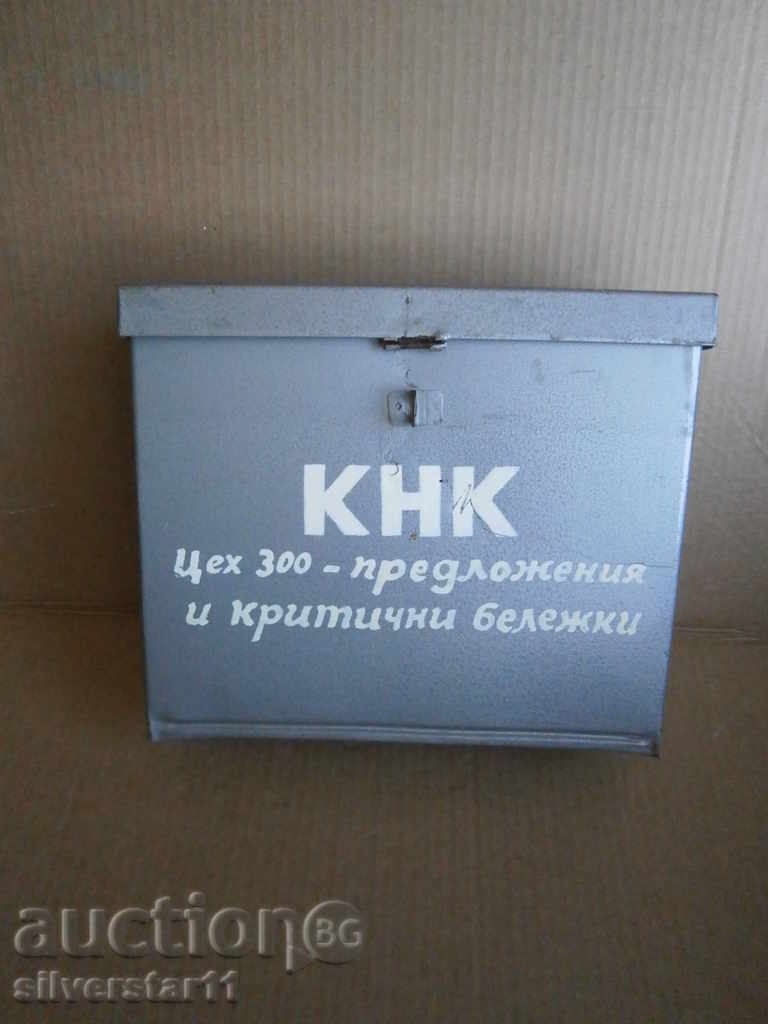 КНК
Цех 300 - предложения
и критични бележки
auction BG
silverstar11